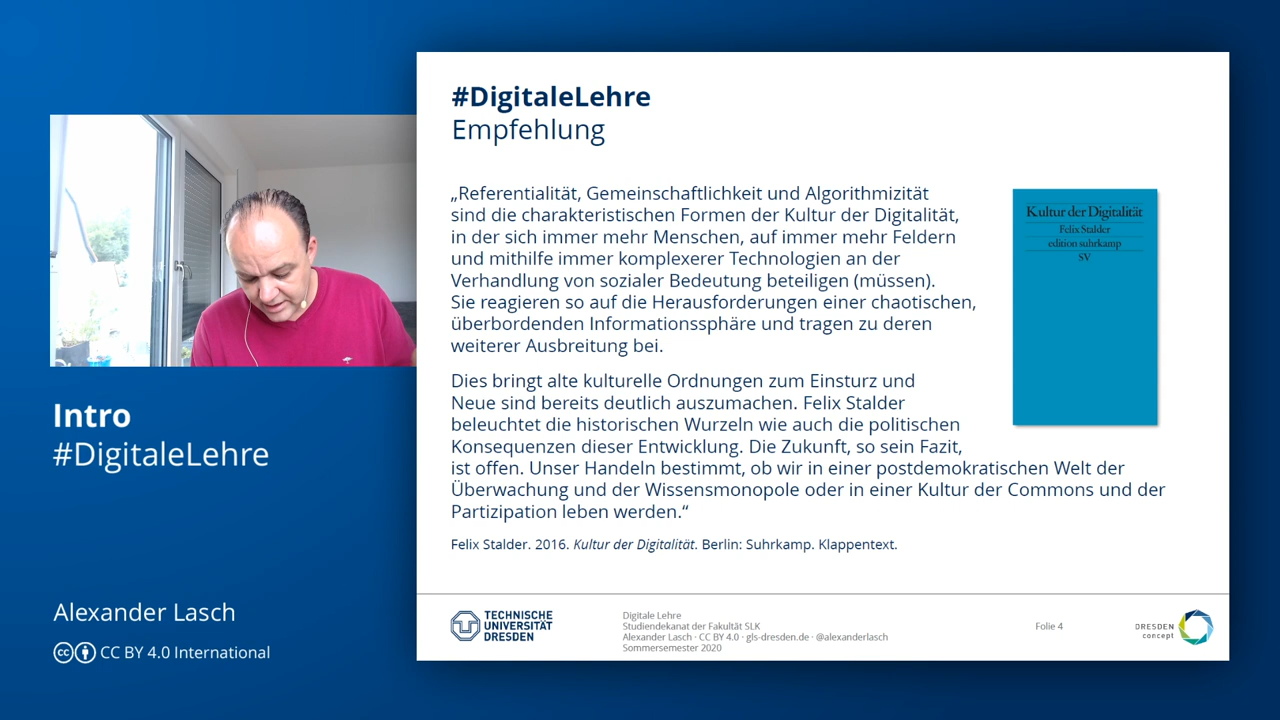 #DigitaleLehre
Empfehlung
„Referentialität, Gemeinschaftlichkeit und Algorithmizität
sind die charakteristischen Formen der Kultur der Digitalität,
in der sich immer mehr Menschen, auf immer mehr Feldern
und mithilfe immer komplexerer Technologien an der
Verhandlung von sozialer Bedeutung beteiligen (müssen).
Sie reagieren so auf die Herausforderungen einer chaotischen,
überbordenden Informationssphäre und tragen zu deren
weiterer Ausbreitung bei.
Dies bringt alte kulturelle Ordnungen zum Einsturz und
Neue sind bereits deutlich auszumachen. Felix Stalder
beleuchtet die historischen Wurzeln wie auch die politischen
Konsequenzen dieser Entwicklung. Die Zukunft, so sein Fazit,
ist offen. Unser Handeln bestimmt, ob wir in einer postdemokratischen Welt der
Überwachung und der Wissensmonopole oder in einer Kultur der Commons und der
Partizipation leben werden.“
Felix Stalder. 2016. Kultur der Digitalität. Berlin: Suhrkamp. Klappentext.
Kultur der Digitalität
Felix Stalder
edition suhrkamp
SV
Intro
#DigitaleLehre
Alexander Lasch
CC BY 4.0 International
TECHNISCHE
UNIVERSITÄT
DRESDEN
Digitale Lehre
Studiendekanat der Fakultät SLK
Alexander Lasch · CC BY 4.0 · gls-dresden.de · @alexanderlasch
Sommersemester 2020
Folie 4
DRESDEN
concept